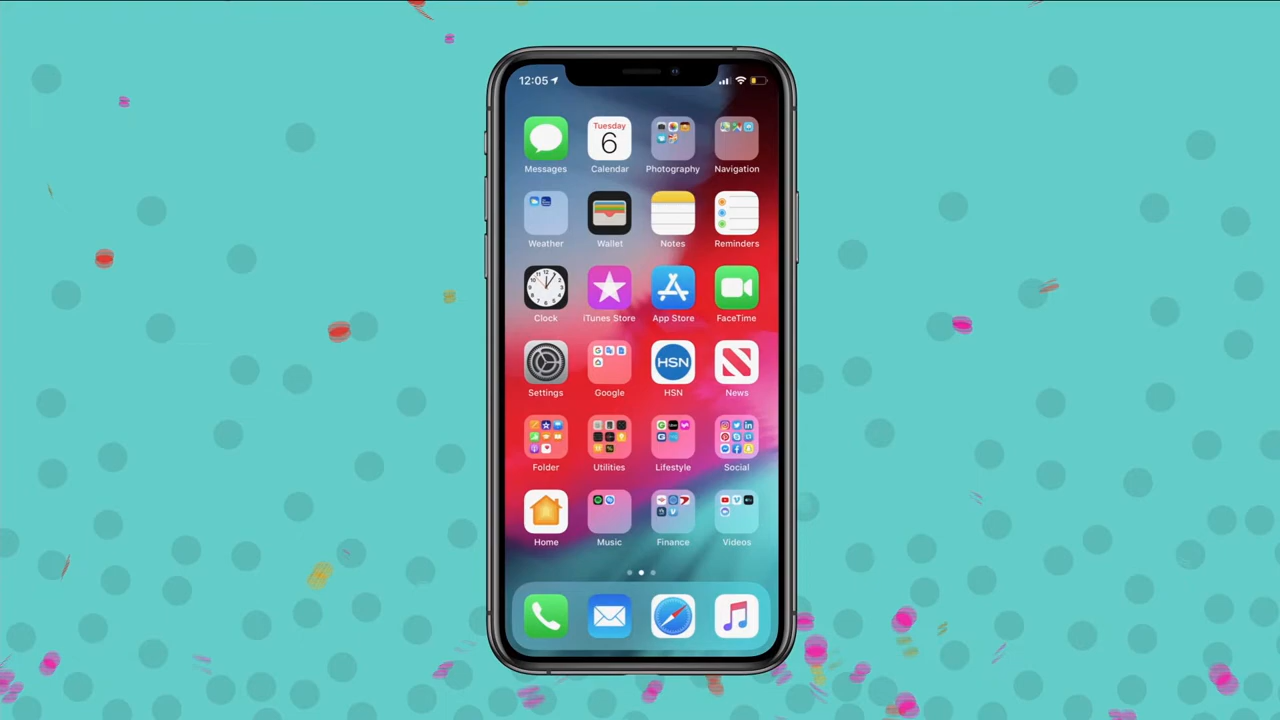 12:05
Tuesday
6
Messages Calendar Photography Navigation
Weather Wallet Notes Reminders
Clock iTunes Store App Store FaceTime
HSN
Settings Google HSN News
Folder Utilities Lifestyle Social
Home Music Finance Videos